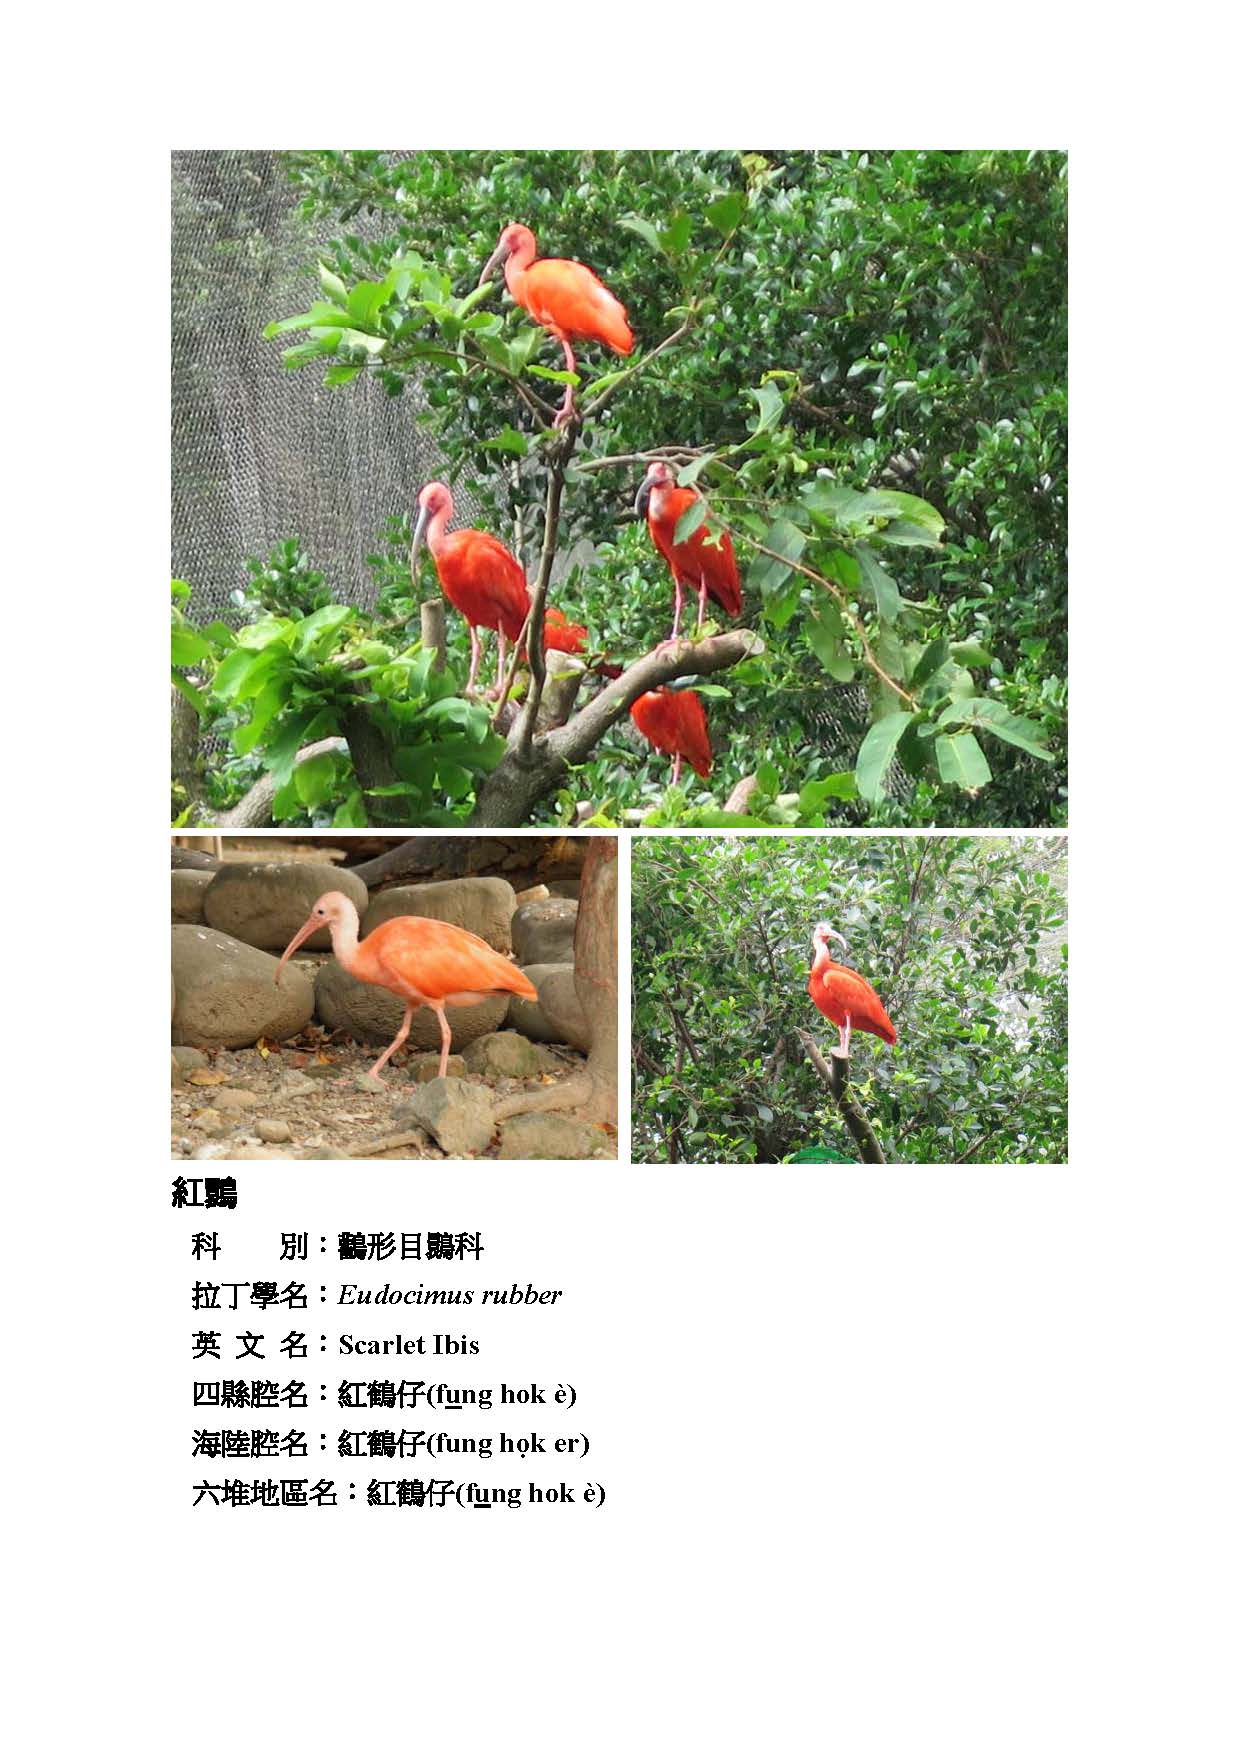 紅䴉
科　　別：鸛形目䴉科
拉丁學名：Eudocimus rubber
英 文 名：Scarlet Ibis
四縣腔名：紅鶴仔(fu̲ng hok è)
海陸腔名：紅鶴仔(fung họk er)
六堆地區名：紅鶴仔(fu̲ng hok è)